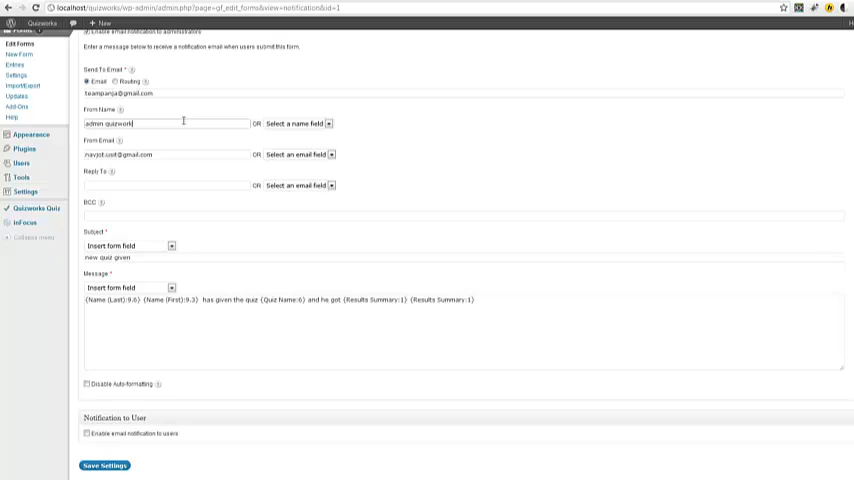 localhost/quizworks/wp-admin/admin.php?page=gf_edit_forms&view=notification&id=1
Quizworks
+ New
Forms
Edit Forms
New Form
Entries
Settings
Import/Export
Updates
Add-Ons
Help
Appearance
Plugins
Users
Tools
Settings
Quizworks Quiz
InFocus
Collapse menu
Enable email notification to administrators
Enter a message below to receive a notification email when users submit this form.
Send To Email *
Email Routing
teampanja@gmail.com
From Name
admin quizwork OR Select a name field
From Email
navjot.usit@gmail.com OR Select an email field
Reply To
OR Select an email field
BCC
Subject *
Insert form field
new quiz given
Message *
Insert form field
{Name (Last):9.6} {Name (First):9.3} has given the quiz {Quiz Name:6} and he got {Results Summary:1} {Results Summary:1}
Disable Auto-formatting
Notification to User
Enable email notification to users
Save Settings